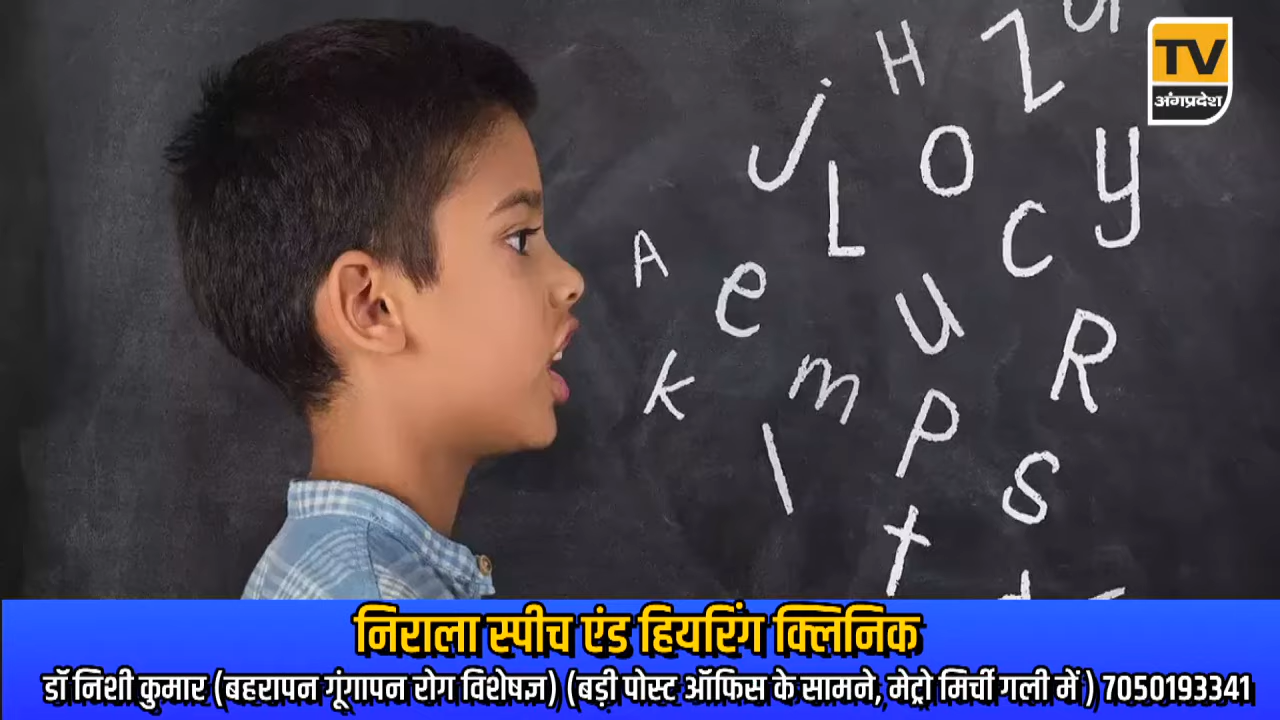 TV
अंगप्रदेश
H
Z
j
o
y
L
c
A
e
u
R
k
m
P
l
s
t
निराला स्पीच एंड हियरिंग क्लिनिक
डॉ निशी कुमार (बहरापन गूंगापन रोग विशेषज्ञ) (बड़ी पोस्ट ऑफिस के सामने, मेट्रो मिर्ची गली में ) 7050193341